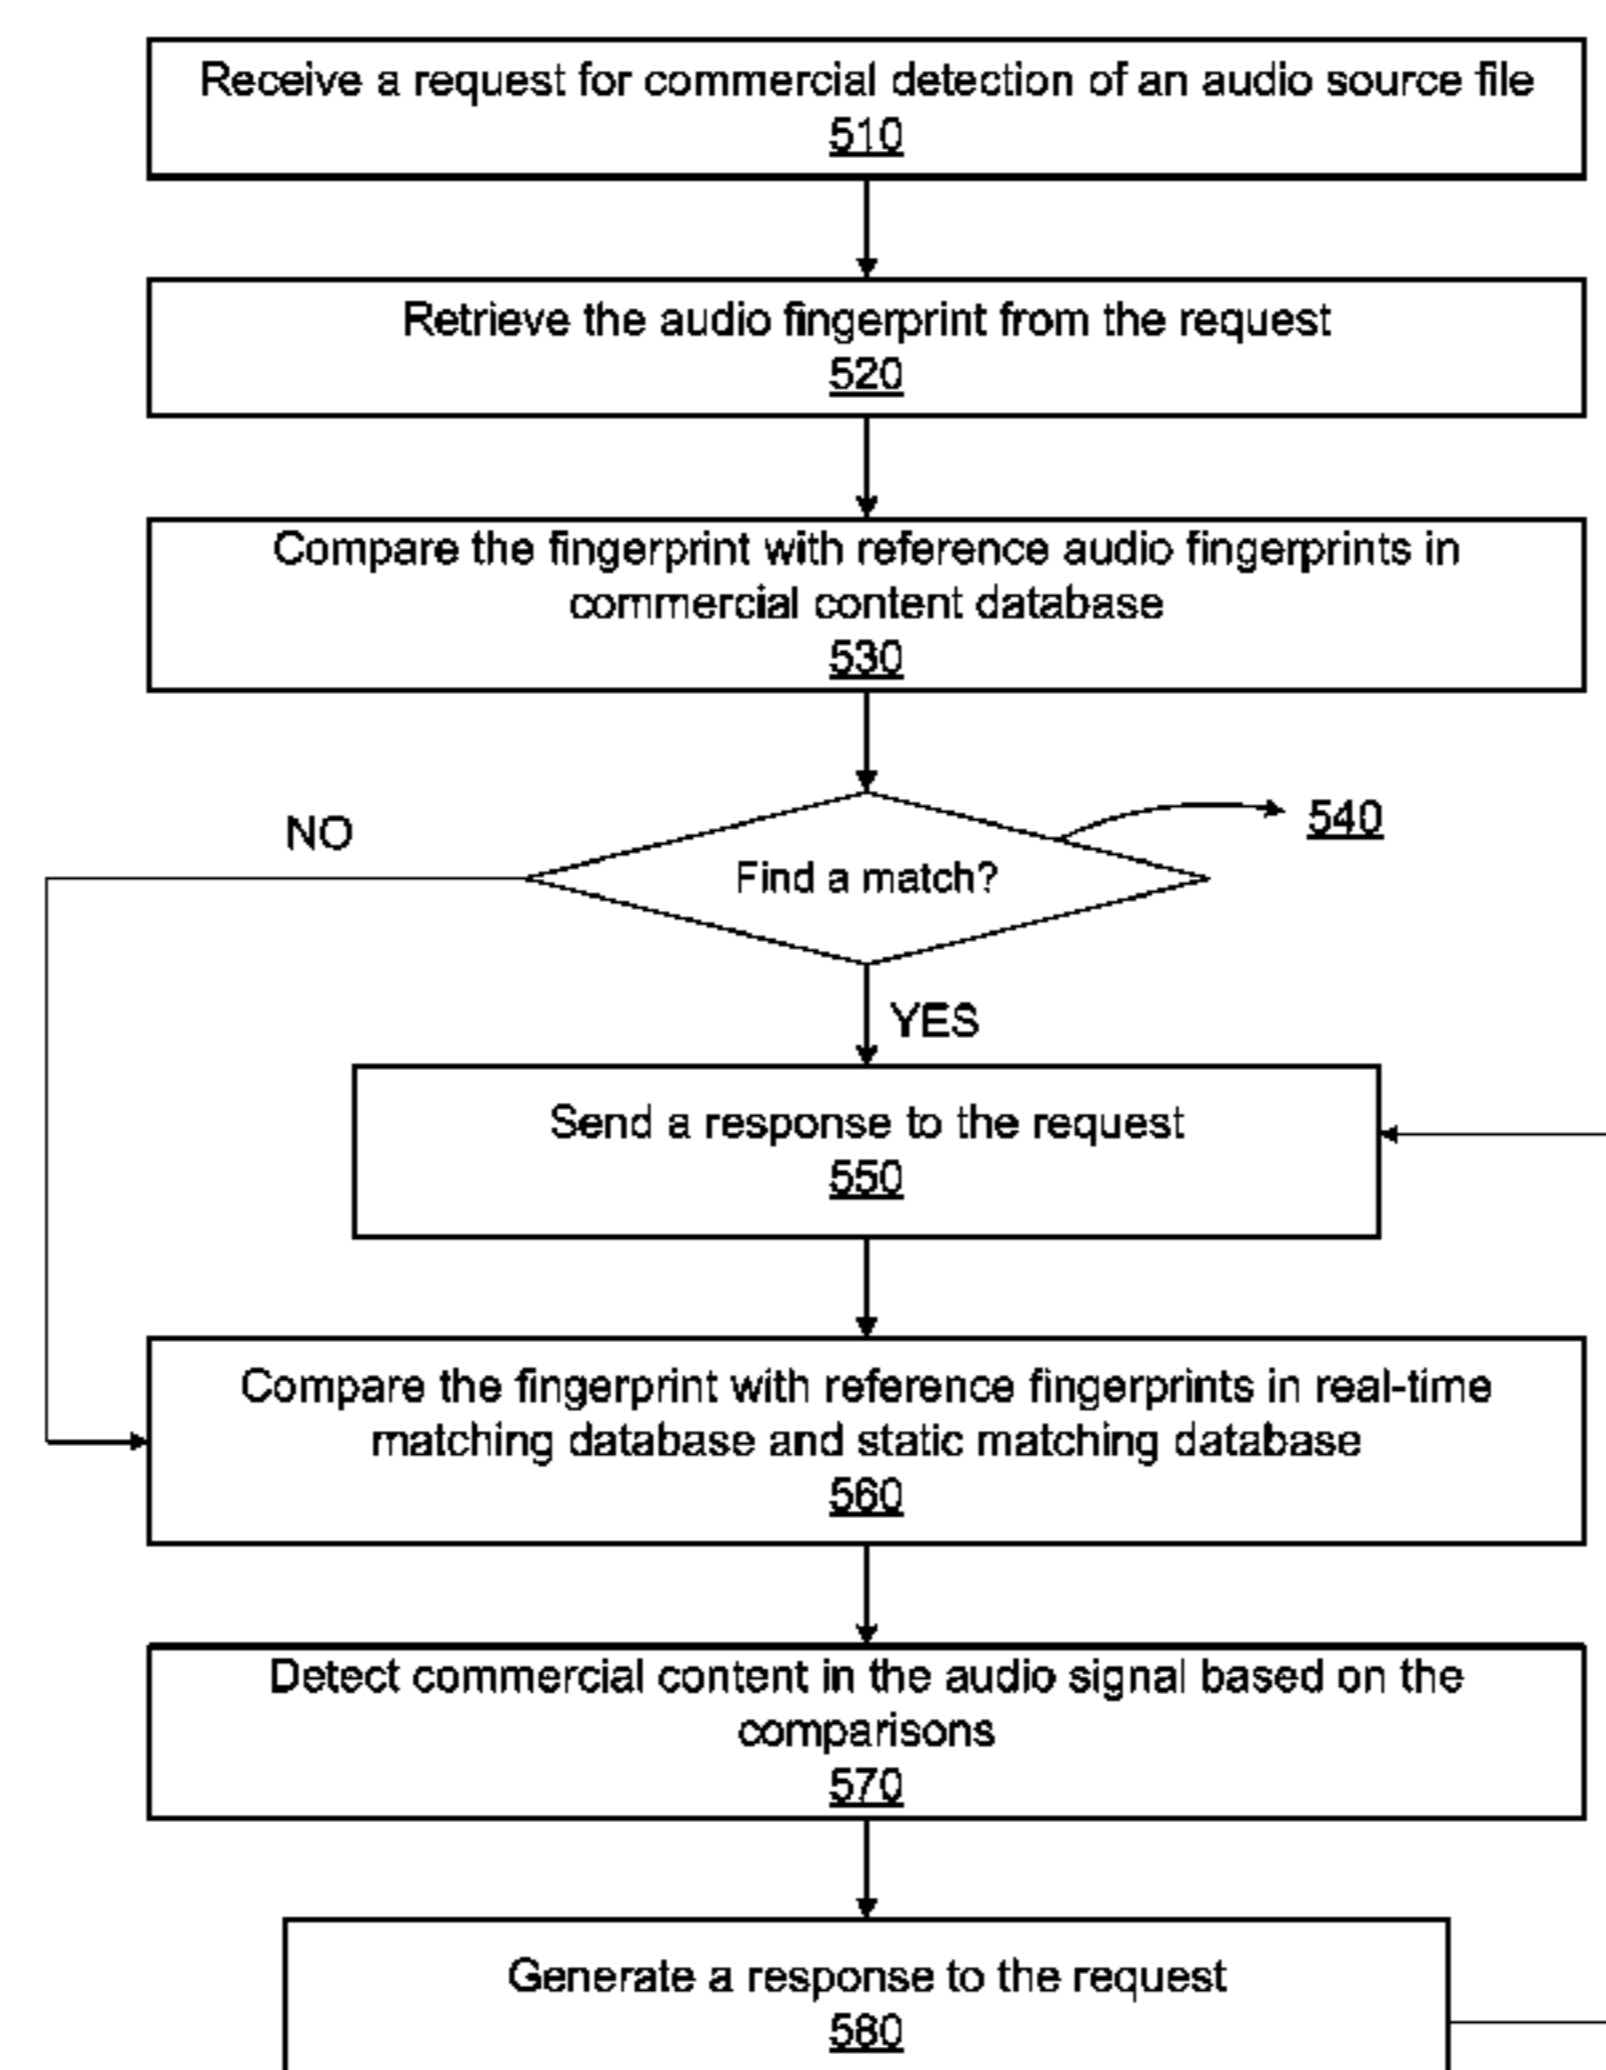 Receive a request for commercial detection of an audio source file
510
Retrieve the audio fingerprint from the request
520
Compare the fingerprint with reference audio fingerprints in
commercial content database
530
540
NO
Find a match?
YES
Send a response to the request
550
Compare the fingerprint with reference fingerprints in real-time
matching database and static matching database
560
Detect commercial content in the audio signal based on the
comparisons
570
Generate a response to the request
580